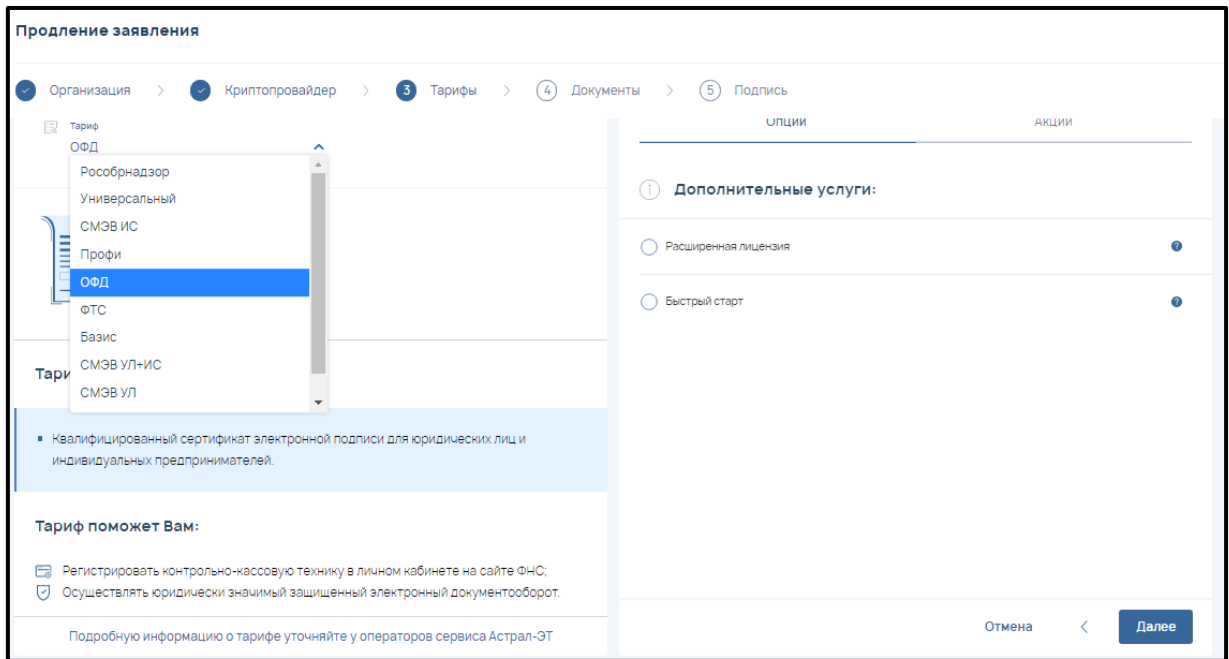 Продление заявления
Организация > Криптопровайдер > 3 Тарифы > 4 Документы > 5 Подпись
Тариф
ОФД
Рособрнадзор
Универсальный
СМЭВ ИС
Профи
ОФД
ФТС
Базис
СМЭВ УЛ+ИС
СМЭВ УЛ
Тари
Квалифицированный сертификат электронной подписи для юридических лиц и
индивидуальных предпринимателей.
Тариф поможет Вам:
Регистрировать контрольно-кассовую технику в личном кабинете на сайте ФНС;
Осуществлять юридически значимый защищенный электронный документооборот.
Подробную информацию о тарифе уточняйте у операторов сервиса Астрал-ЭТ
Опции Акции
Дополнительные услуги:
Расширенная лицензия
Быстрый старт
Отмена < Далее